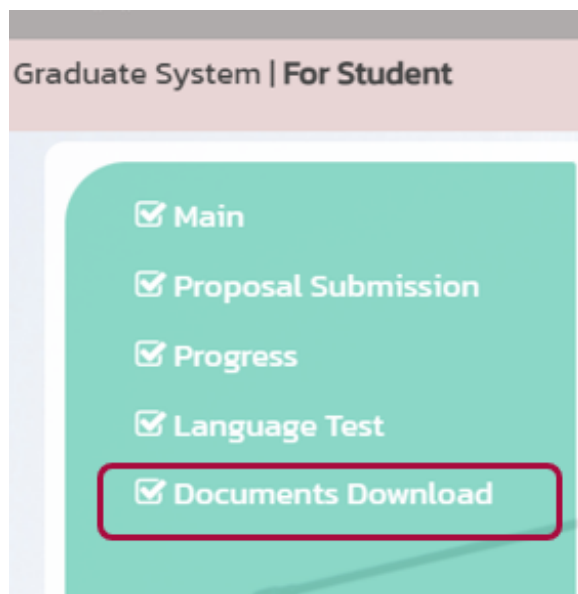 Graduate System | For Student
Main
Proposal Submission
Progress
Language Test
Documents Download